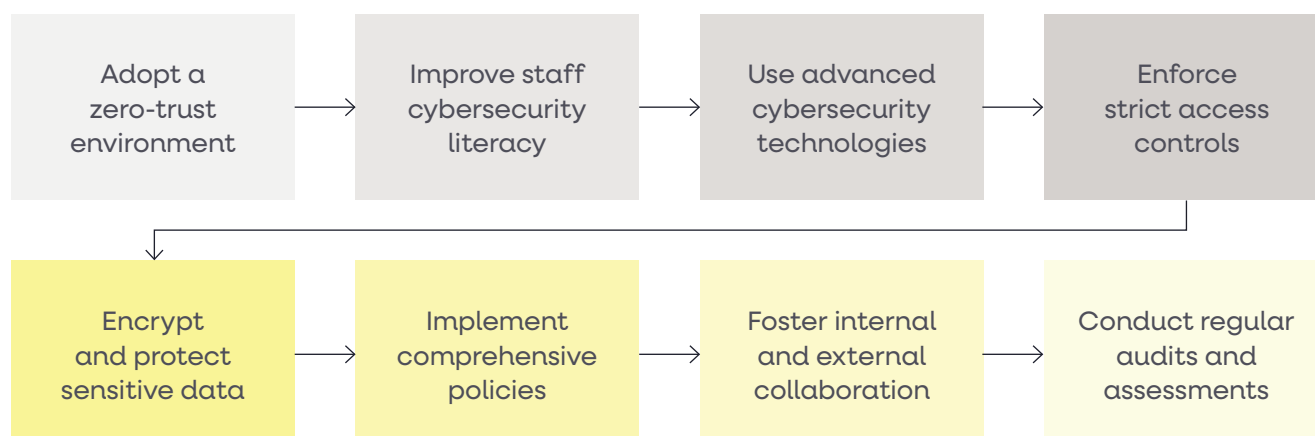 Adopt a
zero-trust
environment
Improve staff
cybersecurity
literacy
Use advanced
cybersecurity
technologies
Enforce
strict access
controls
Encrypt
and protect
sensitive data
Implement
comprehensive
policies
Foster internal
and external
collaboration
Conduct regular
audits and
assessments